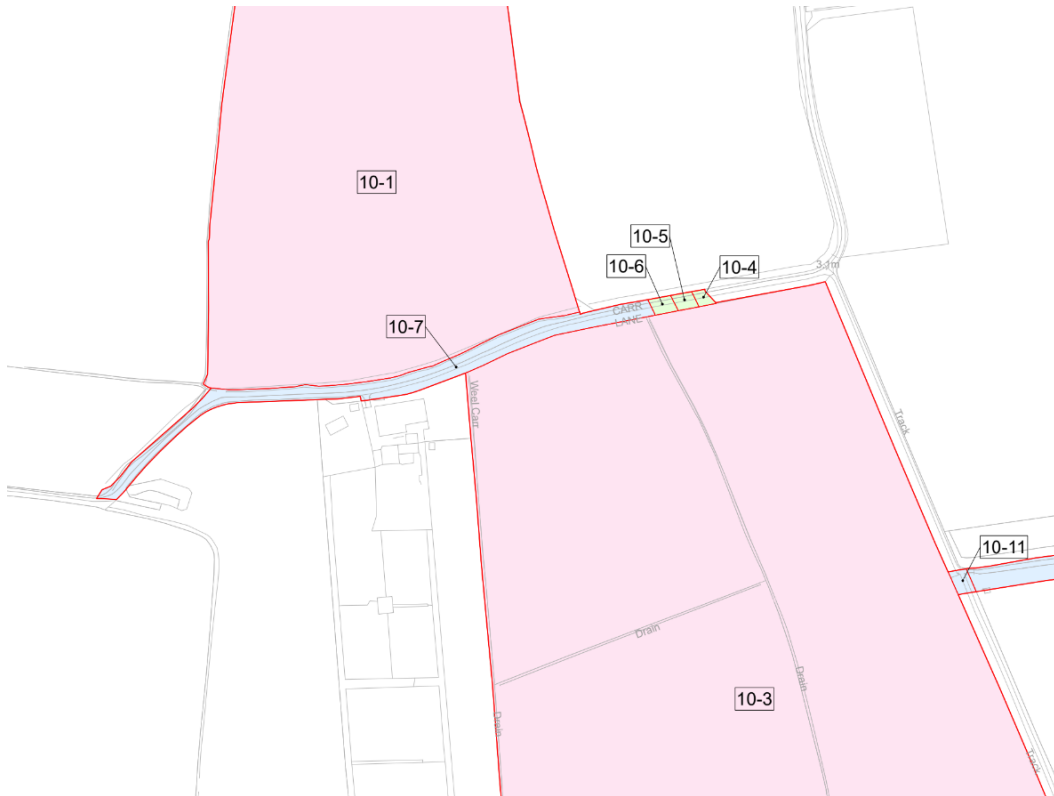 10-1
10-5
10-6
10-4
3.1m
CARR
LANE
10-7
Weel Carr
Track
10-11
Drain
Drain
10-3
Drain
Track